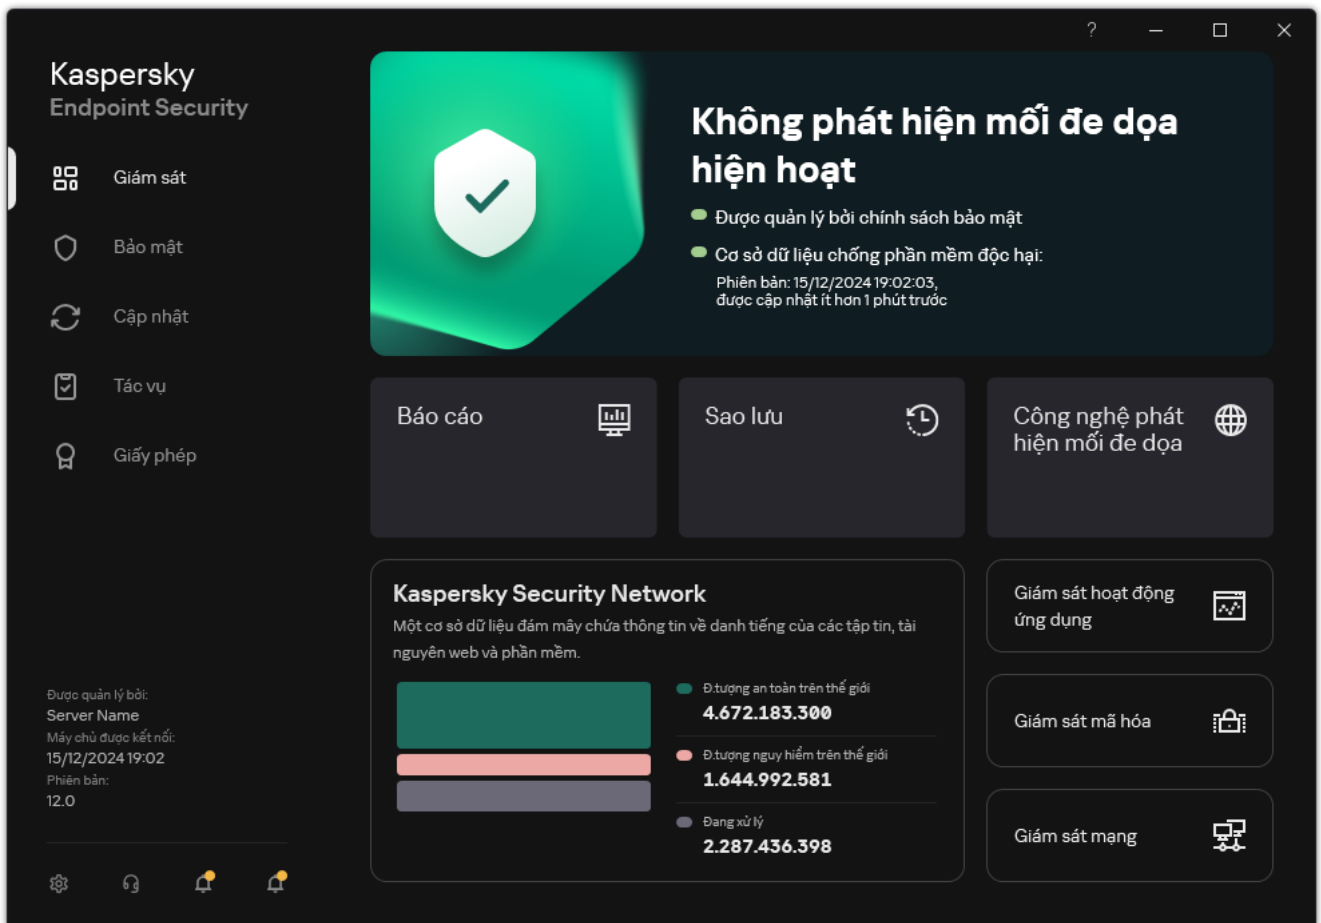 ?
Kaspersky
Endpoint Security
Giám sát
Bảo mật
Cập nhật
Tác vụ
Giấy phép
Được quản lý bởi:
Server Name
Máy chủ được kết nối:
15/12/2024 19:02
Phiên bản:
12.0
Không phát hiện mối đe dọa
hiện hoạt
Được quản lý bởi chính sách bảo mật
Cơ sở dữ liệu chống phần mềm độc hại:
Phiên bản: 15/12/2024 19:02:03,
được cập nhật ít hơn 1 phút trước
Báo cáo
Sao lưu
Công nghệ phát
hiện mối đe dọa
Kaspersky Security Network
Một cơ sở dữ liệu đám mây chứa thông tin về danh tiếng của các tập tin, tài
nguyên web và phần mềm.
Đ.tượng an toàn trên thế giới
4.672.183.300
Đ.tượng nguy hiểm trên thế giới
1.644.992.581
Đang xử lý
2.287.436.398
Giám sát hoạt động
ứng dụng
Giám sát mã hóa
Giám sát mạng